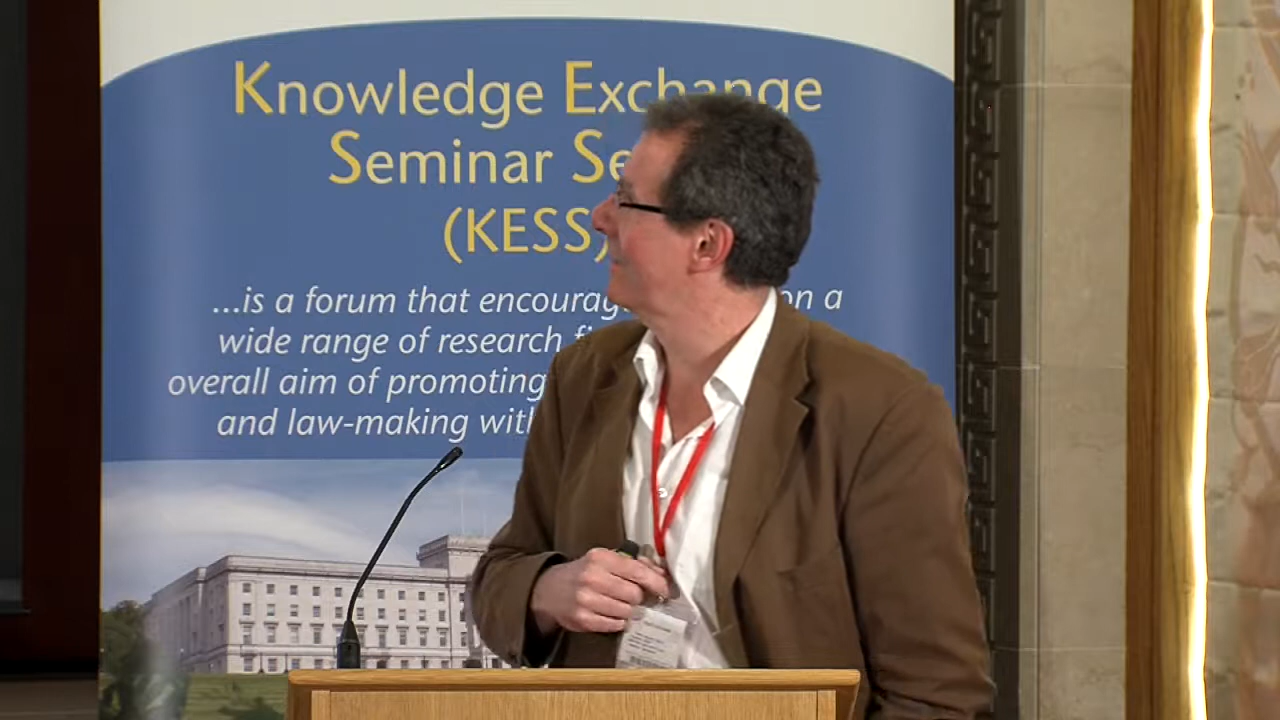 Knowledge Exchange
Seminar Se
(KESS)
...is a forum that encourag on a
wide range of research fi
overall aim of promoting
and law-making with